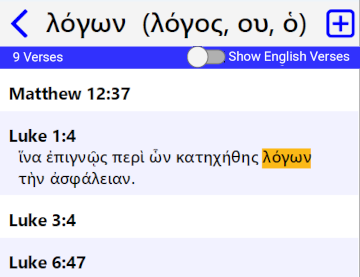 λόγων (λόγος, ου, ὁ)
9 Verses Show English Verses
Matthew 12:37
Luke 1:4
ἵνα ἐπιγνῷς περὶ ὧν κατηχήθης λόγων
τὴν ἀσφάλειαν.
Luke 3:4
Luke 6:47